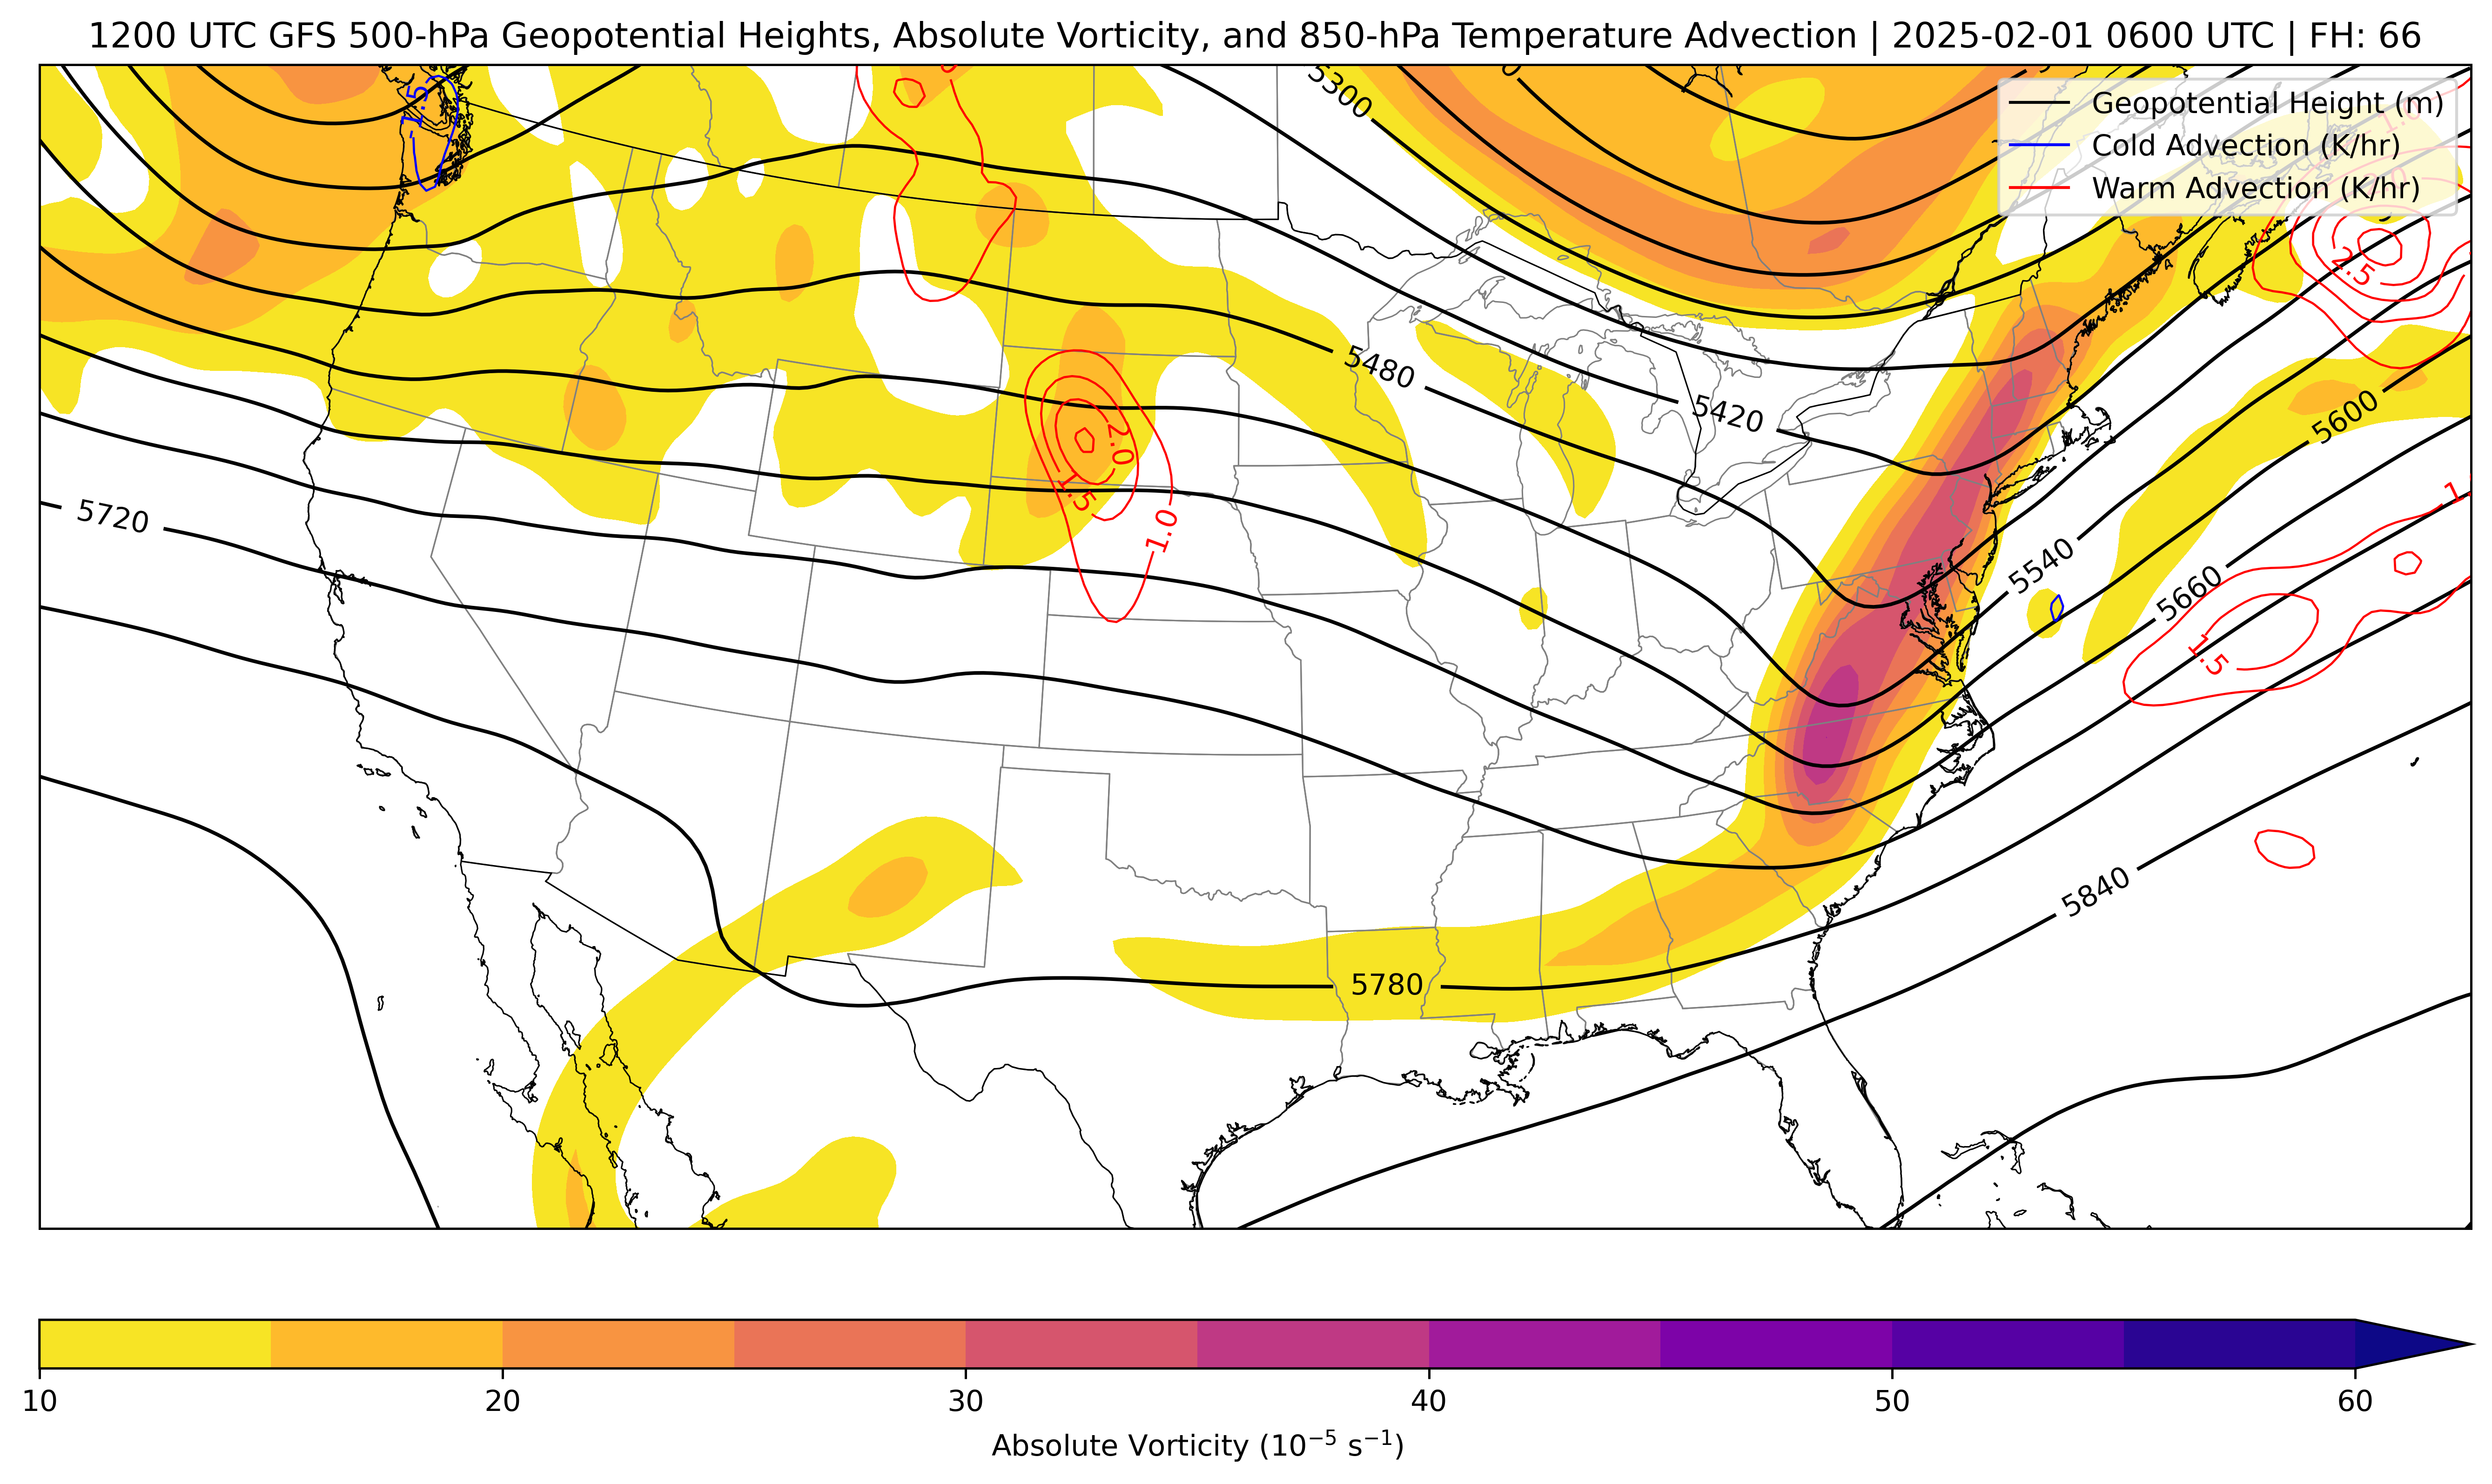 1200 UTC GFS 500-hPa Geopotential Heights, Absolute Vorticity, and 850-hPa Temperature Advection | 2025-02-01 0600 UTC | FH: 66
Geopotential Height (m)
Cold Advection (K/hr)
Warm Advection (K/hr)
-1.5
5300
2.5
5480
5420
5600
2.0
1.5
1.0
5720
5540
5660
1.5
5840
5780
10 20 30 40 50 60
Absolute Vorticity (10⁻⁵ s⁻¹)